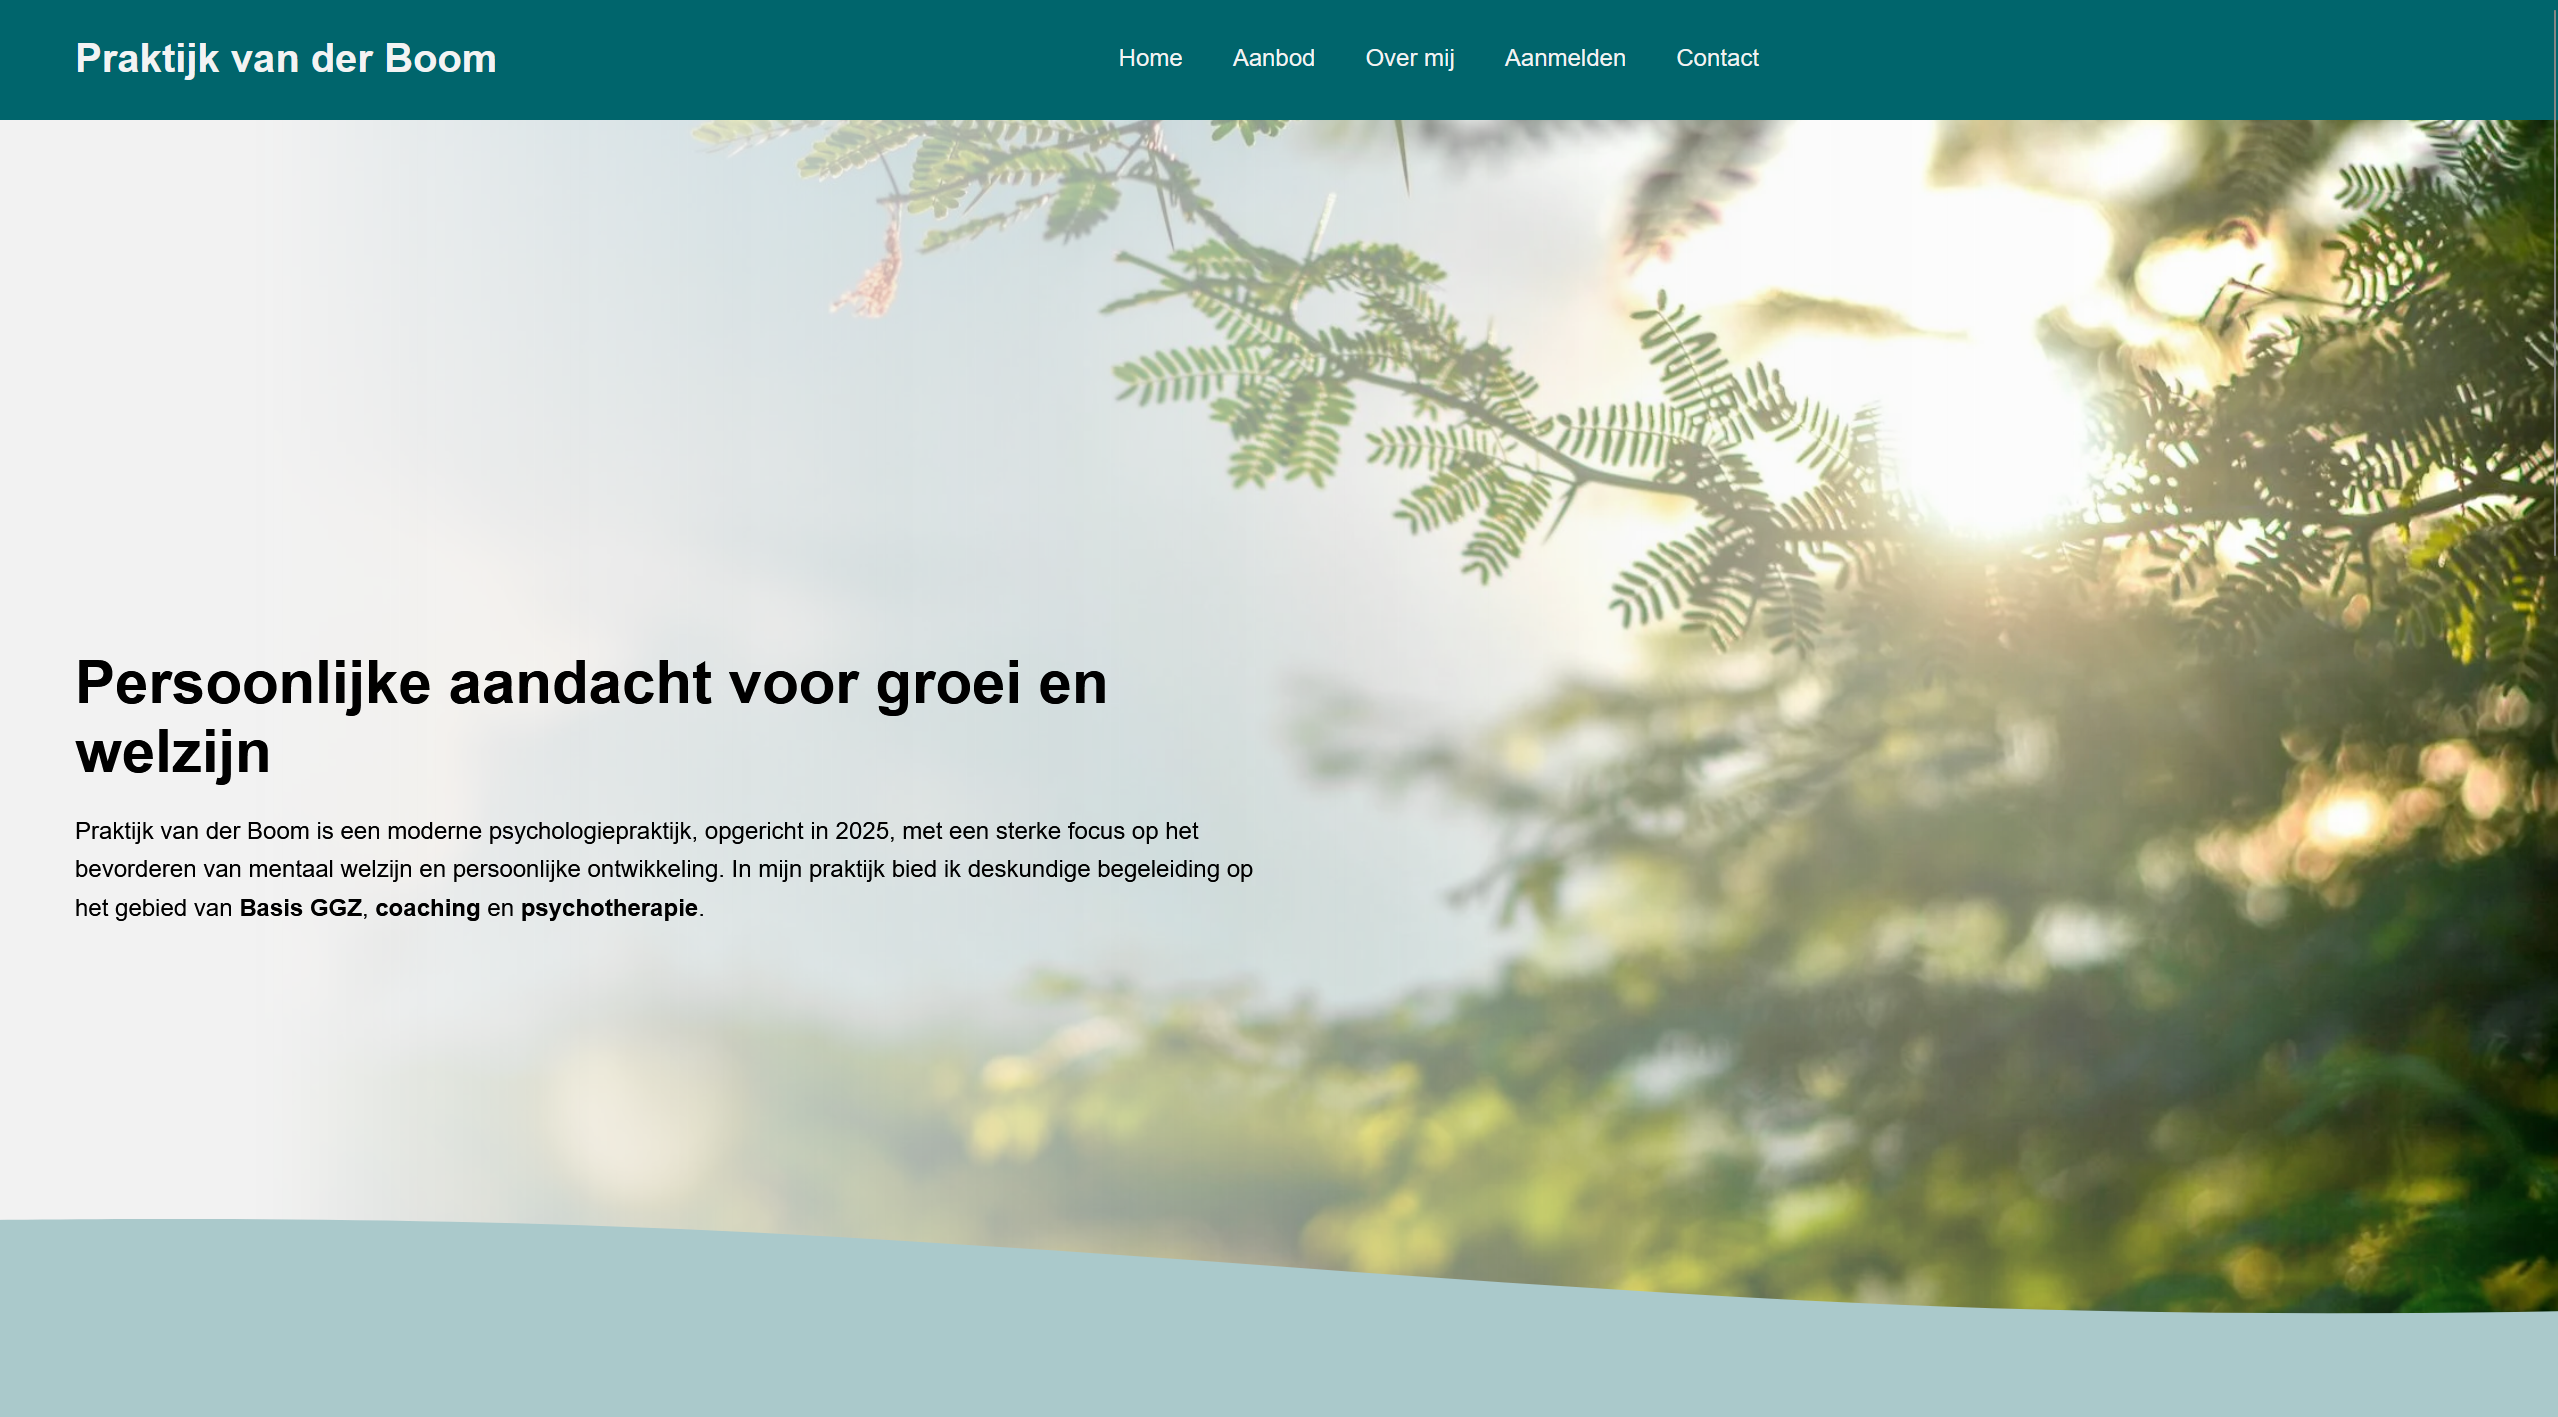 Praktijk van der Boom
Home Aanbod Over mij Aanmelden Contact
Persoonlijke aandacht voor groei en
welzijn
Praktijk van der Boom is een moderne psychologiepraktijk, opgericht in 2025, met een sterke focus op het
bevorderen van mentaal welzijn en persoonlijke ontwikkeling. In mijn praktijk bied ik deskundige begeleiding op
het gebied van Basis GGZ, coaching en psychotherapie.